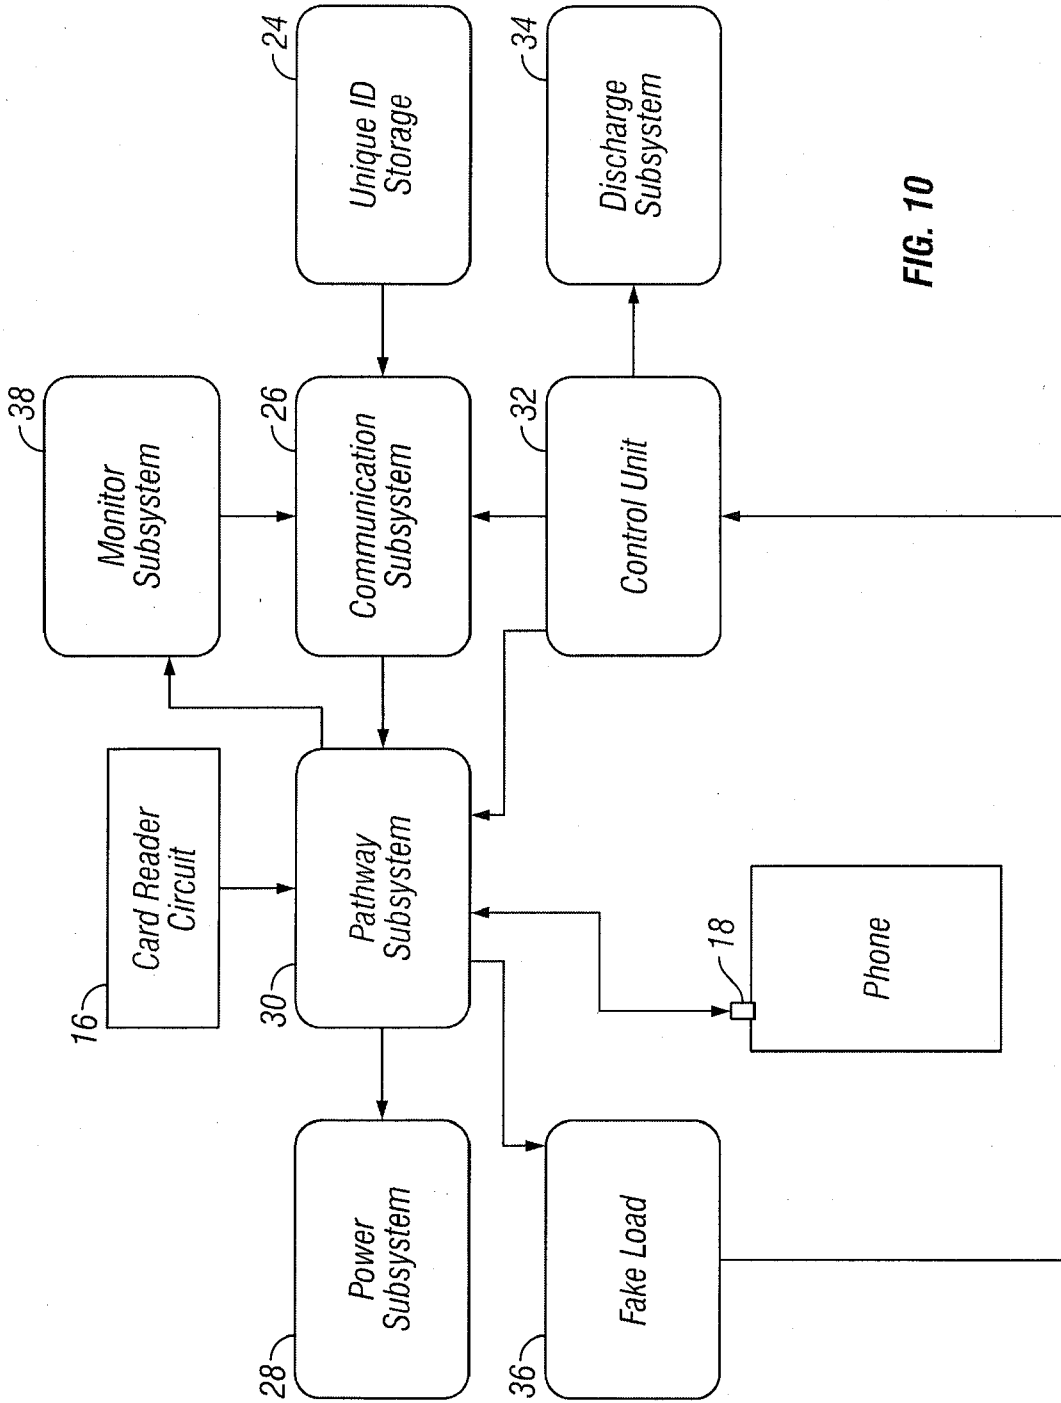 28
Power
Subsystem
16
Card Reader
Circuit
30
Pathway
Subsystem
38
Monitor
Subsystem
26
Communication
Subsystem
24
Unique ID
Storage
36
Fake Load
18
Phone
32
Control Unit
34
Discharge
Subsystem
FIG. 10